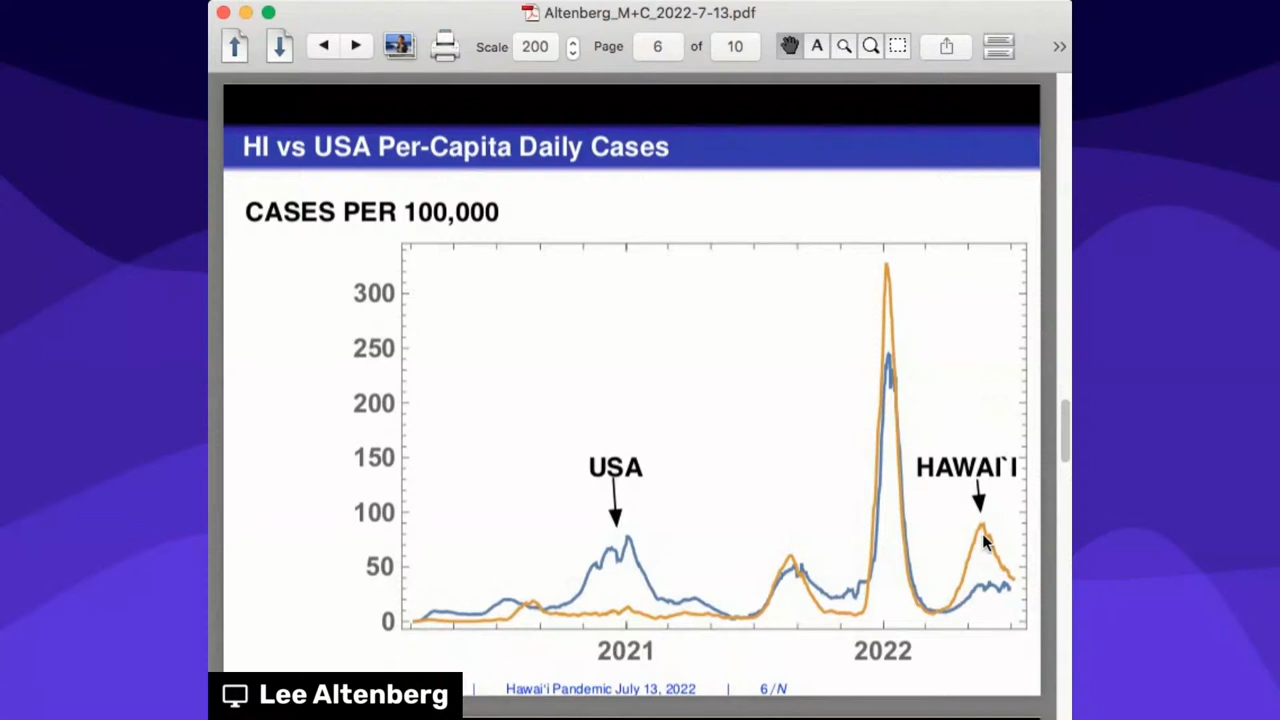 Altenberg_M+C_2022-7-13.pdf
Scale 200 Page 6 of 10 A >>
HI vs USA Per-Capita Daily Cases
CASES PER 100,000
300
250
200
150
100
50
0
USA
HAWAI`I
2021 2022
| Hawai'i Pandemic July 13, 2022 | 6/N
Lee Altenberg